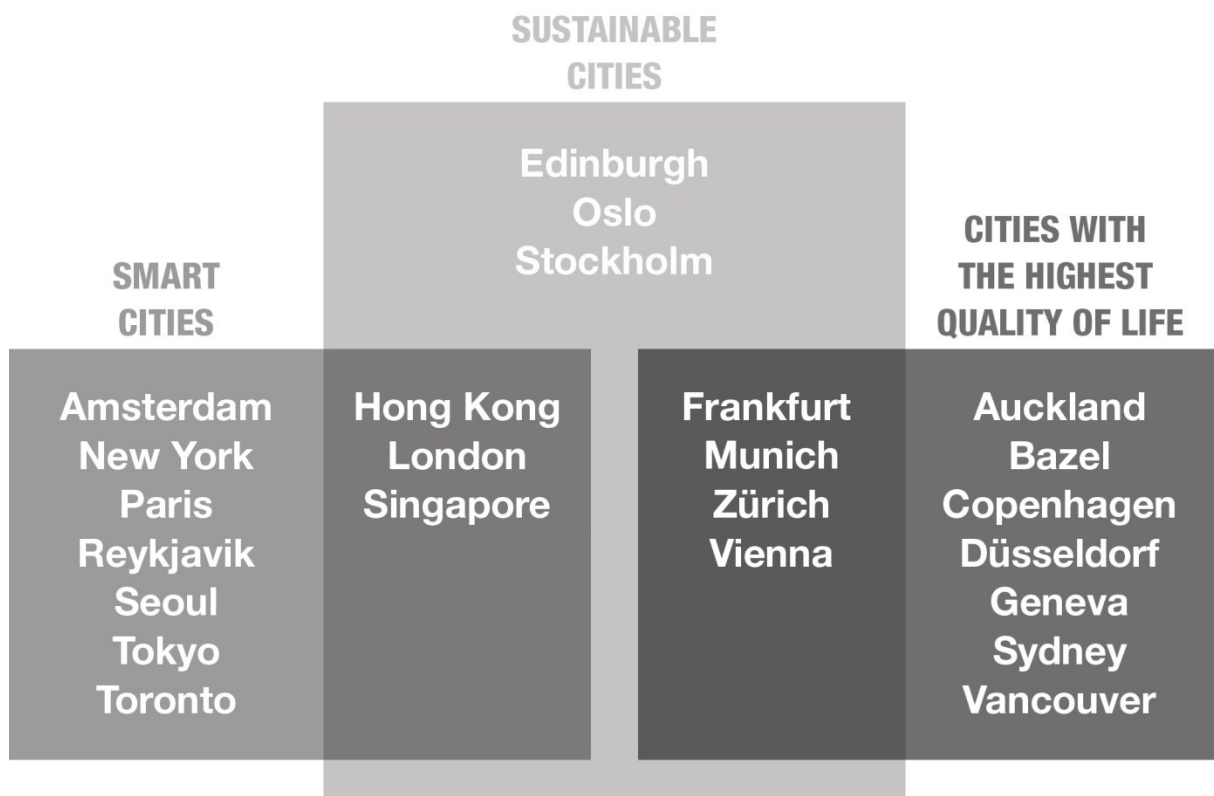 SUSTAINABLE
CITIES
Edinburgh
Oslo
Stockholm
SMART
CITIES
Amsterdam
New York
Paris
Reykjavik
Seoul
Tokyo
Toronto
Hong Kong
London
Singapore
Frankfurt
Munich
Zürich
Vienna
CITIES WITH
THE HIGHEST
QUALITY OF LIFE
Auckland
Bazel
Copenhagen
Düsseldorf
Geneva
Sydney
Vancouver